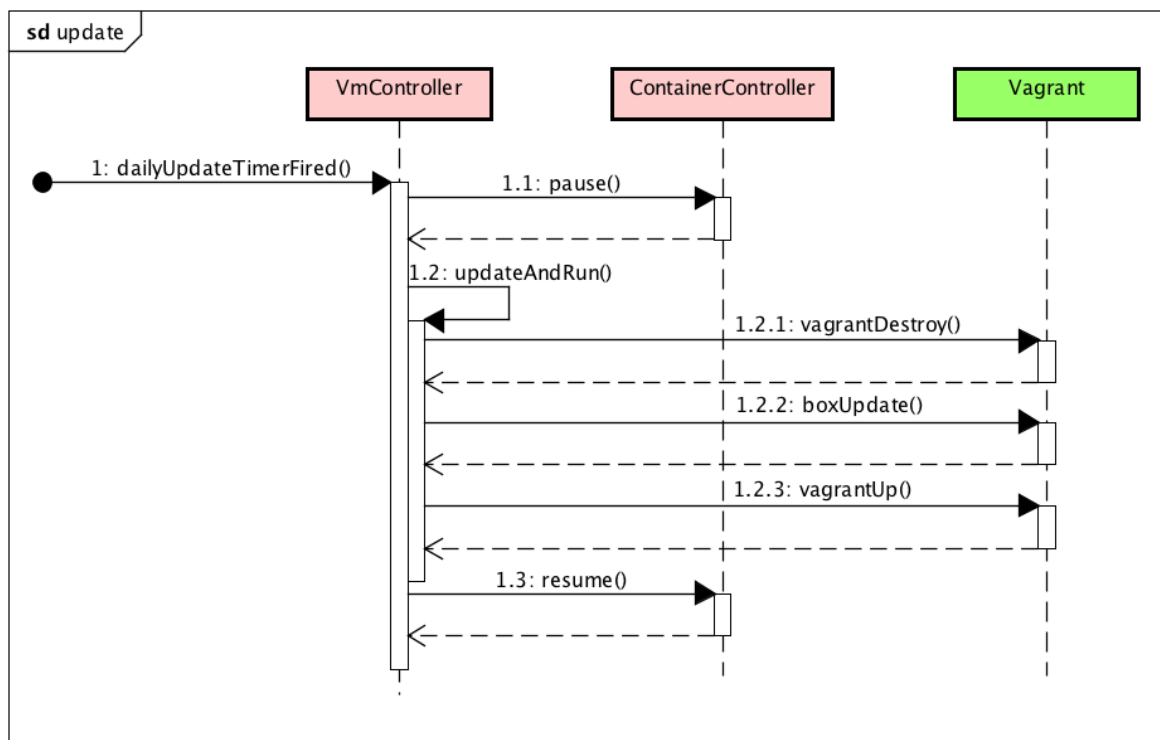 sd update
VmController
ContainerController
Vagrant
1: dailyUpdateTimerFired()
1.1: pause()
1.2: updateAndRun()
1.2.1: vagrantDestroy()
1.2.2: boxUpdate()
1.2.3: vagrantUp()
1.3: resume()